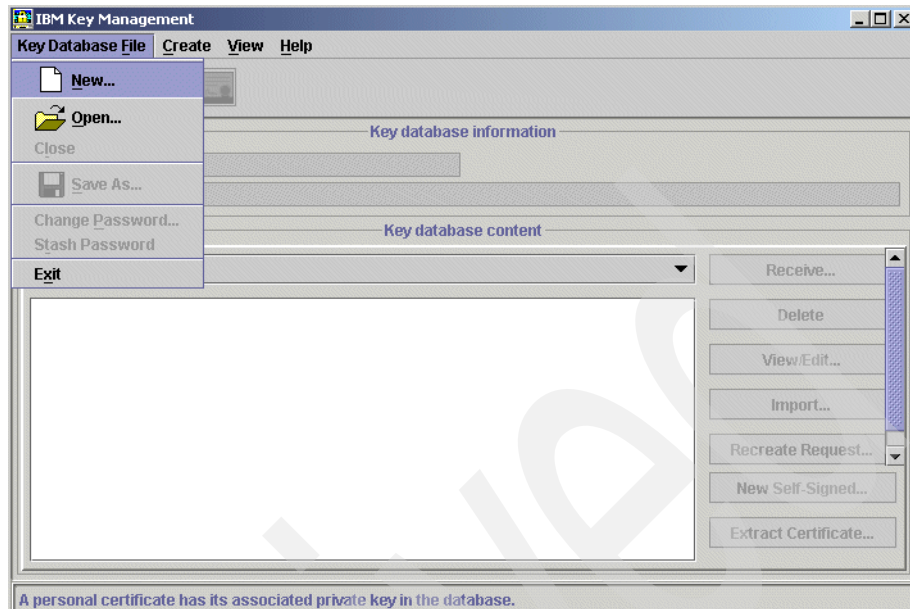 IBM Key Management
Key Database File Create View Help
New...
Open...
Close
Save As...
Change Password...
Stash Password
Exit
Key database information
Key database content
Receive...
Delete
View/Edit...
Import...
Recreate Request...
New Self-Signed...
Extract Certificate...
A personal certificate has its associated private key in the database.